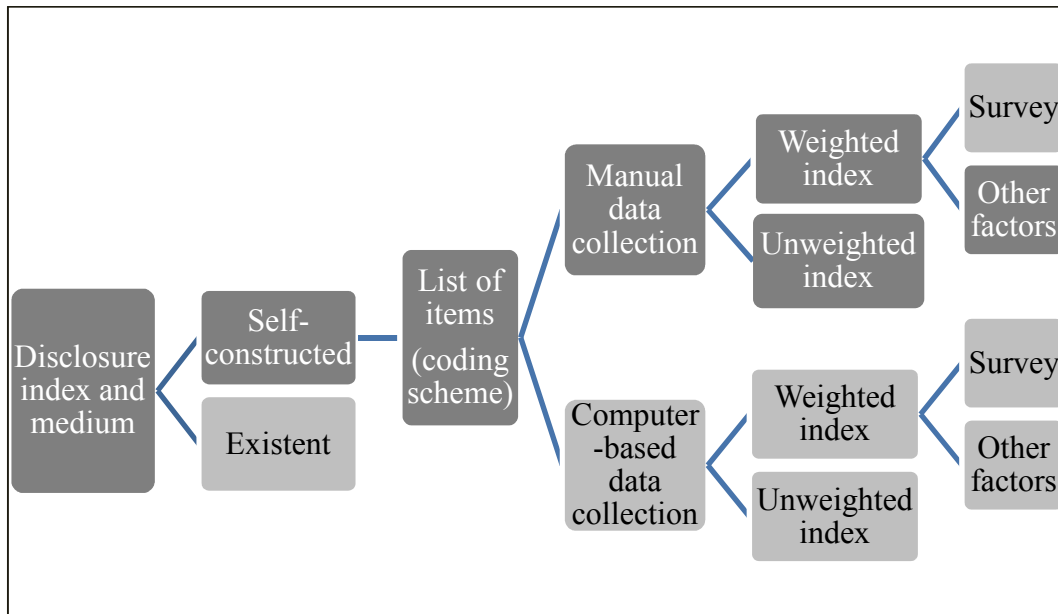 Disclosure
index and
medium
Self-
constructed
Existent
List of
items
(coding
scheme)
Manual
data
collection
Weighted
index
Survey
Other
factors
Unweighted
index
Computer
-based
data
collection
Weighted
index
Survey
Other
factors
Unweighted
index